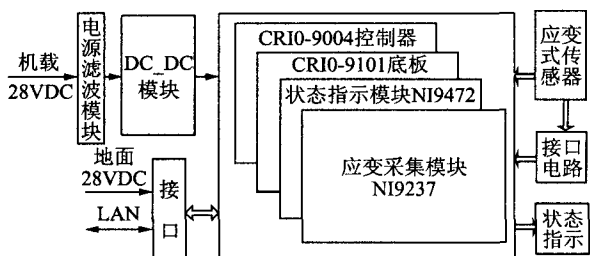 机载
28VDC
电源滤波模块
DC_DC
模块
地面
28VDC
LAN
接口
CRI0-9004控制器
CRI0-9101底板
状态指示模块NI9472
应变采集模块
NI9237
应变
式传
感器
接口
电路
状态
指示